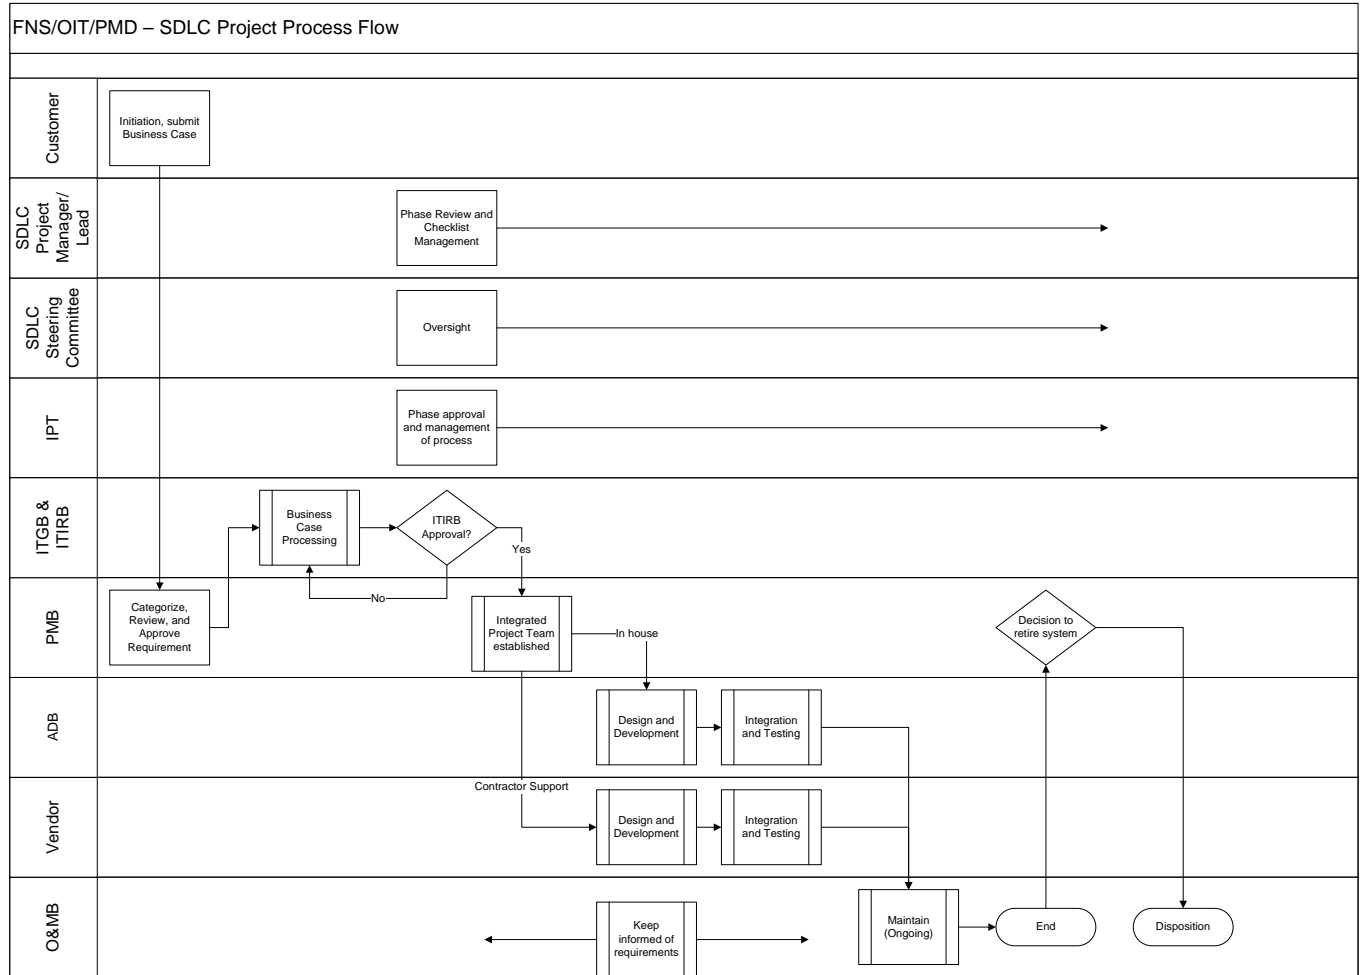 FNS/OIT/PMD – SDLC Project Process Flow
Customer
Initiation, submit
Business Case
SDLC
Project
Manager/
Lead
Phase Review and
Checklist
Management
SDLC
Steering
Committee
Oversight
IPT
Phase approval
and management
of process
ITGB &
ITIRB
Business
Case
Processing
ITIRB
Approval?
Yes
No
PMB
Categorize,
Review, and
Approve
Requirement
Integrated
Project Team
established
In house
Decision to
retire system
ADB
Design and
Development
Integration
and Testing
Contractor Support
Vendor
Design and
Development
Integration
and Testing
O&MB
Keep
informed of
requirements
Maintain
(Ongoing)
End
Disposition